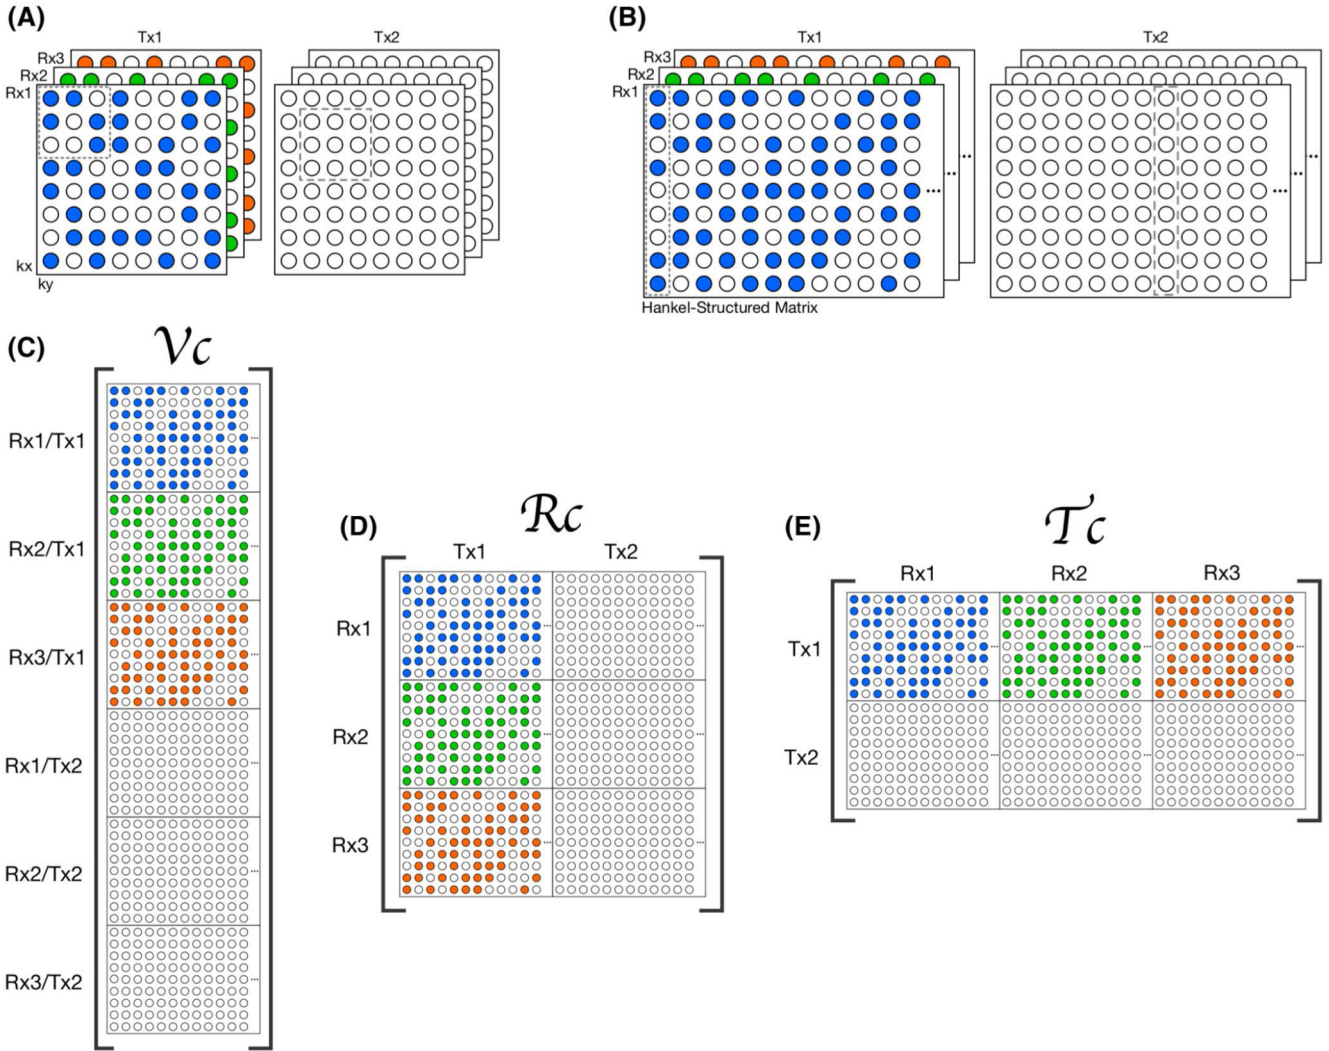 (A)
Tx1
Tx2
Rx3
Rx2
Rx1
kx
ky
(B)
Tx1
Tx2
Rx3
Rx2
Rx1
...
...
...
...
...
...
Hankel-Structured Matrix
(C)
Vc
Rx1/Tx1
...
Rx2/Tx1
...
Rx3/Tx1
...
Rx1/Tx2
...
Rx2/Tx2
...
Rx3/Tx2
...
(D)
Rc
Tx1
Tx2
Rx1
...
...
Rx2
...
...
Rx3
...
...
(E)
Tc
Rx1
Rx2
Rx3
Tx1
...
...
...
Tx2
...
...
...